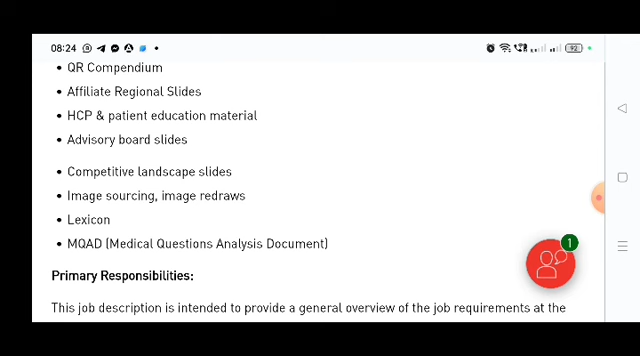 08:24
92
• QR Compendium
• Affiliate Regional Slides
• HCP & patient education material
• Advisory board slides
• Competitive landscape slides
• Image sourcing, image redraws
• Lexicon
• MQAD (Medical Questions Analysis Document)
1
Primary Responsibilities:
This job description is intended to provide a general overview of the job requirements at the